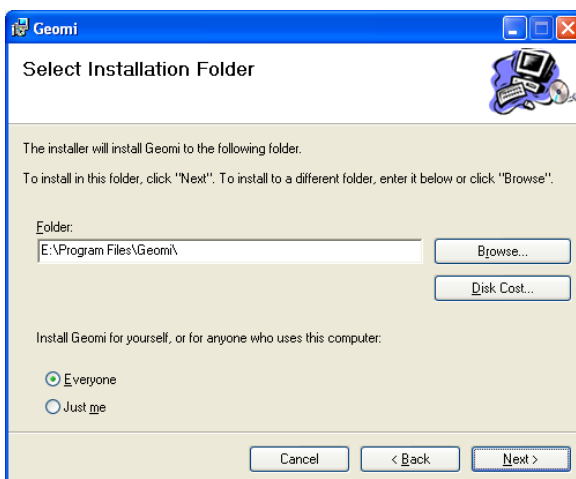 Geomi
Select Installation Folder
The installer will install Geomi to the following folder.
To install in this folder, click "Next". To install to a different folder, enter it below or click "Browse".
Folder:
E:\Program Files\Geomi\
Browse...
Disk Cost...
Install Geomi for yourself, or for anyone who uses this computer:
Everyone
Just me
Cancel
< Back
Next >